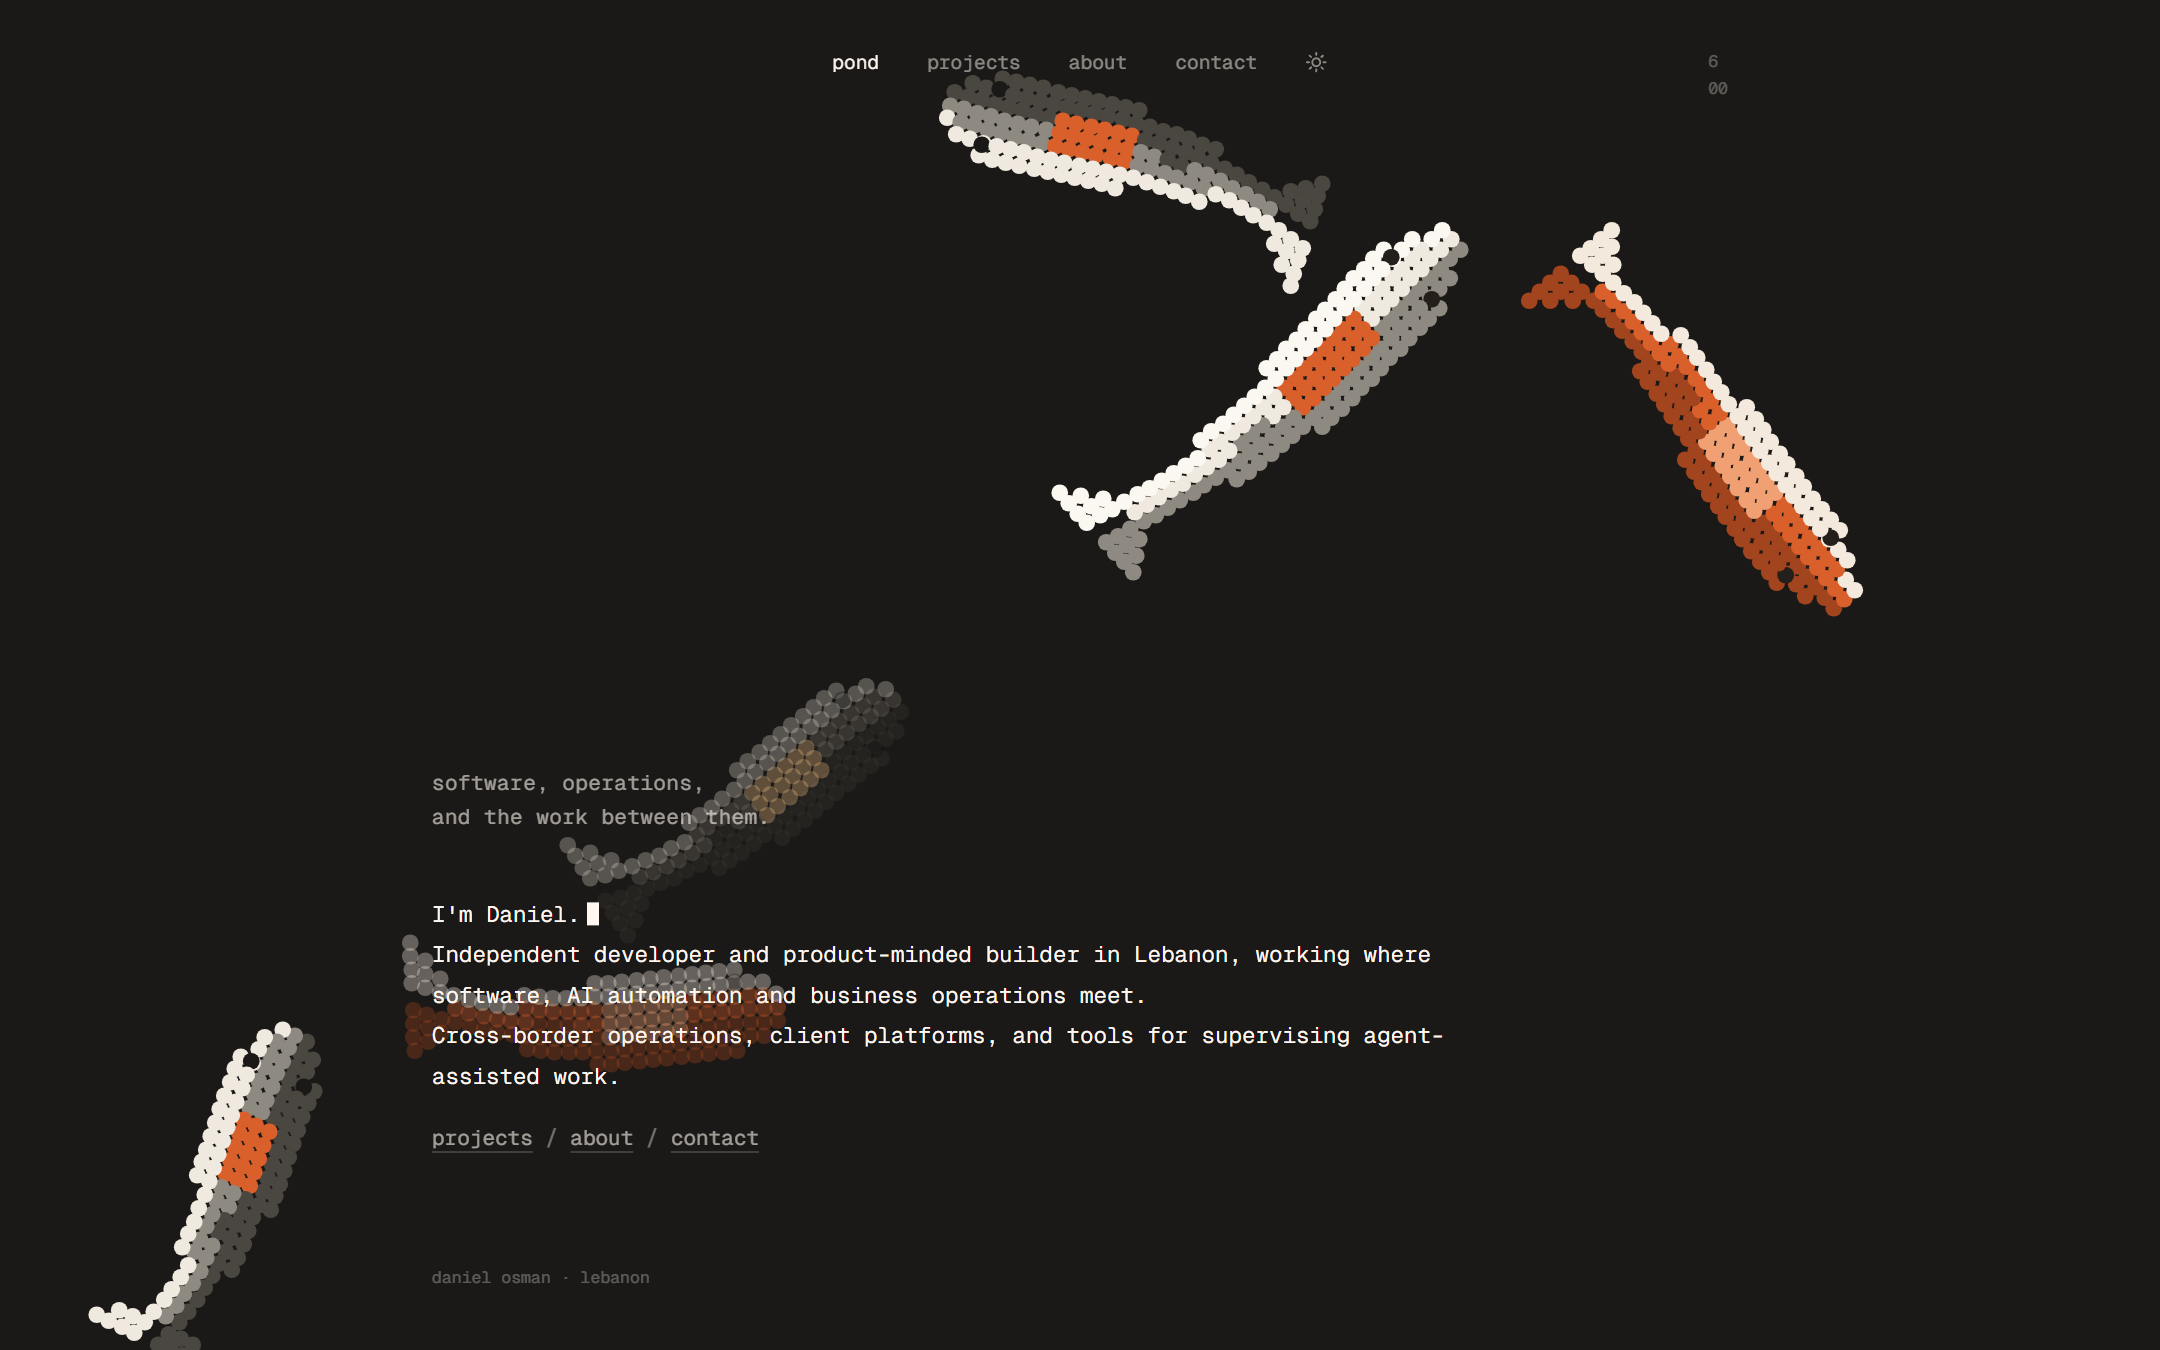 pond projects about contact
6
00
software, operations,
and the work between them.
I'm Daniel.
Independent developer and product-minded builder in Lebanon, working where
software, AI automation and business operations meet.
Cross-border operations, client platforms, and tools for supervising agent-
assisted work.
projects / about / contact
daniel osman · lebanon